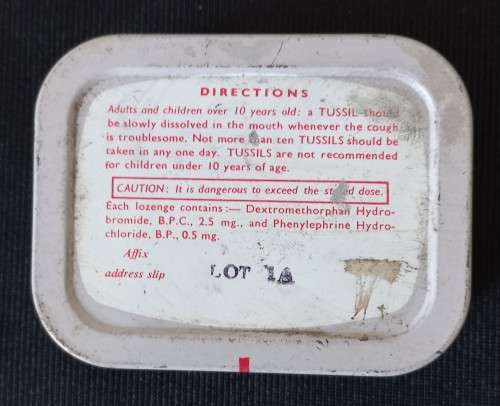 DIRECTIONS
Adults and children over 10 years old: a TUSSIL should
be slowly dissolved in the mouth whenever the cough
is troublesome. Not more than ten TUSSILS should be
taken in any one day. TUSSILS are not recommended
for children under 10 years of age.
CAUTION: It is dangerous to exceed the stated dose.
Each lozenge contains:— Dextromethorphan Hydro-
bromide, B.P.C., 2.5 mg., and Phenylephrine Hydro-
chloride, B.P., 0.5 mg.
Affix
address slip
LOT 1A